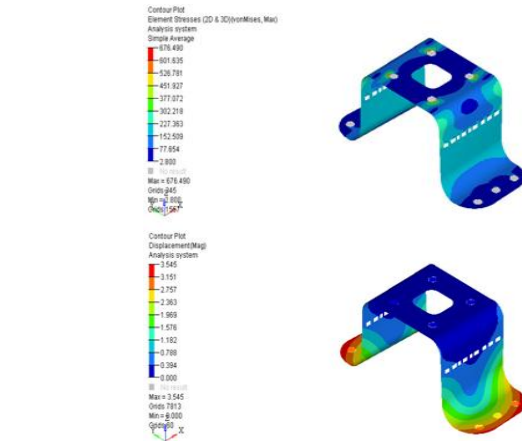 Contour Plot
Element Stresses (2D & 3D)(vonMises, Max)
Analysis system
Simple Average
676.490
601.635
526.781
451.927
377.072
302.218
227.363
152.509
77.654
2.800
No result
Max = 676.490
Grids 345
Min = 2.800
Contour Plot
Displacement(Mag)
Analysis system
3.545
3.151
2.757
2.363
1.969
1.576
1.182
0.788
0.394
0.000
No result
Max = 3.545
Grids 7813
Min = 0.000
X